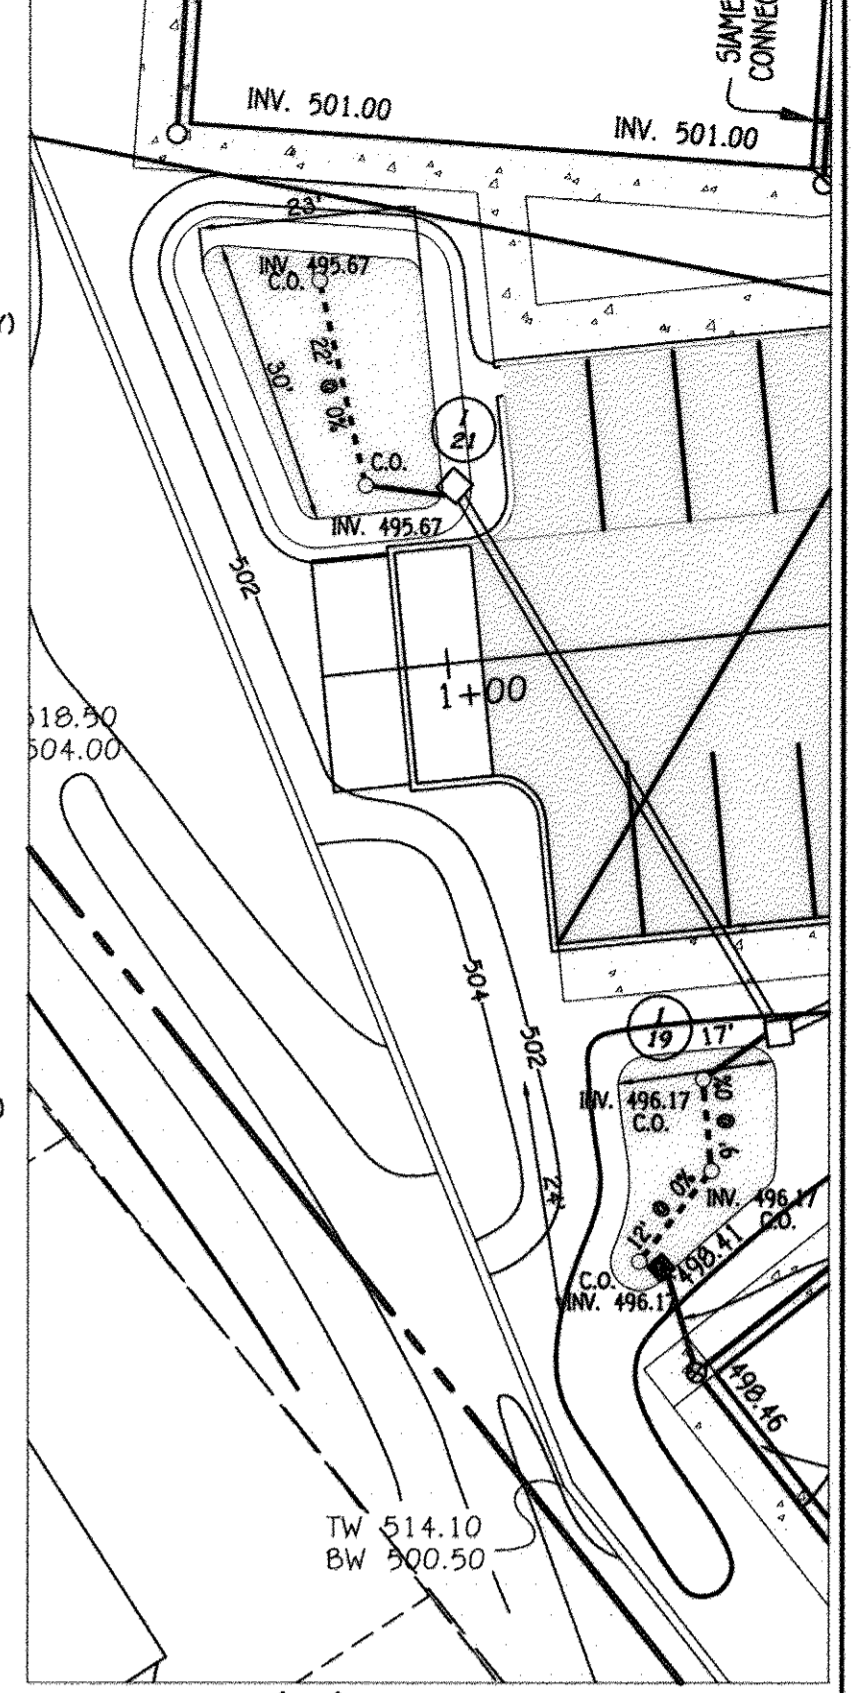 SIAME
CONNEC
INV. 501.00
INV. 501.00
23'
INV. 495.67
C.O.
22' @ 0%
30'
1
21
C.O.
INV. 495.67
502
1+00
518.50
504.00
504
502
1
19
17'
INV. 496.17
C.O.
6' @ 0%
24'
INV. 496.17
C.O.
12' @ 0%
498.41
C.O.
INV. 496.17
498.46
TW 514.10
BW 500.50